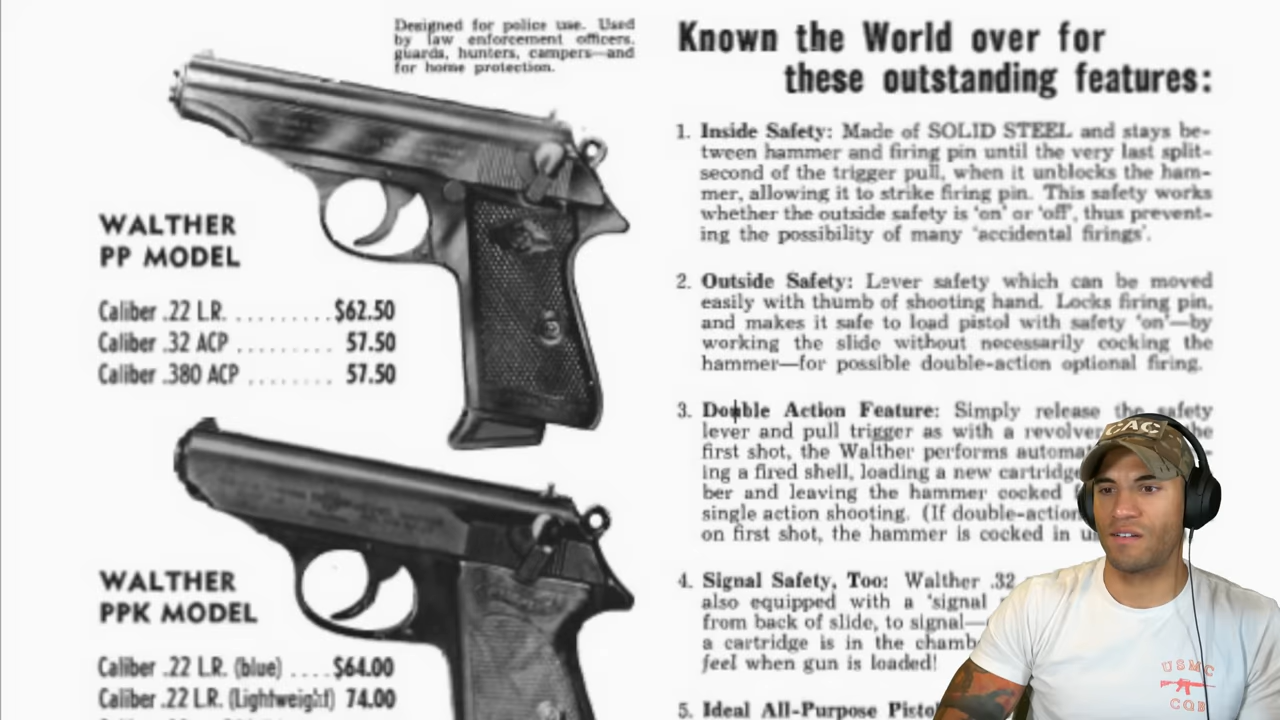 Designed for police use. Used
by law enforcement officers,
guards, hunters, campers—and
for home protection.
WALTHER
PP MODEL
Caliber .22 L.R. .......... $62.50
Caliber .32 ACP ......... 57.50
Caliber .380 ACP ........ 57.50
WALTHER
PPK MODEL
Caliber .22 L.R. (blue) .... $64.00
Caliber .22 L.R. (Lightweight) 74.00
Known the World over for
these outstanding features:
1. Inside Safety: Made of SOLID STEEL and stays be-
tween hammer and firing pin until the very last split-
second of the trigger pull, when it unblocks the ham-
mer, allowing it to strike firing pin. This safety works
whether the outside safety is 'on' or 'off', thus prevent-
ing the possibility of many 'accidental firings'.
2. Outside Safety: Lever safety which can be moved
easily with thumb of shooting hand. Locks firing pin,
and makes it safe to load pistol with safety 'on'—by
working the slide without necessarily cocking the
hammer—for possible double-action optional firing.
3. Double Action Feature: Simply release the safety
lever and pull trigger as with a revolver
first shot, the Walther performs
ing a fired shell, loading a new cartridge
ber and leaving the hammer cocked
single action shooting. (If double-action
on first shot, the hammer is cocked in
4. Signal Safety, Too: Walther .32
also equipped with a 'signal
from back of slide, to signal—
a cartridge is in the
feel when gun is loaded!
5. Ideal All-Purpose
CAC
USMC
CQB